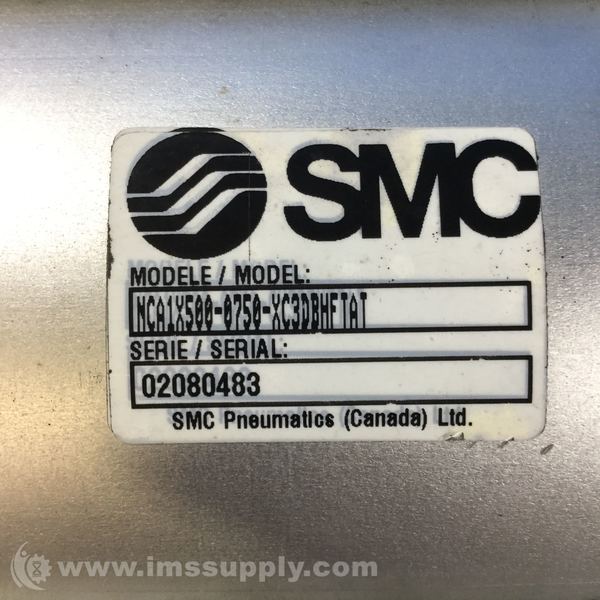 SMC
MODELE / MODEL:
NCA1X500-0750-XC3DBHFTAT
SERIE / SERIAL:
02080483
SMC Pneumatics (Canada) Ltd.
www.imssupply.com